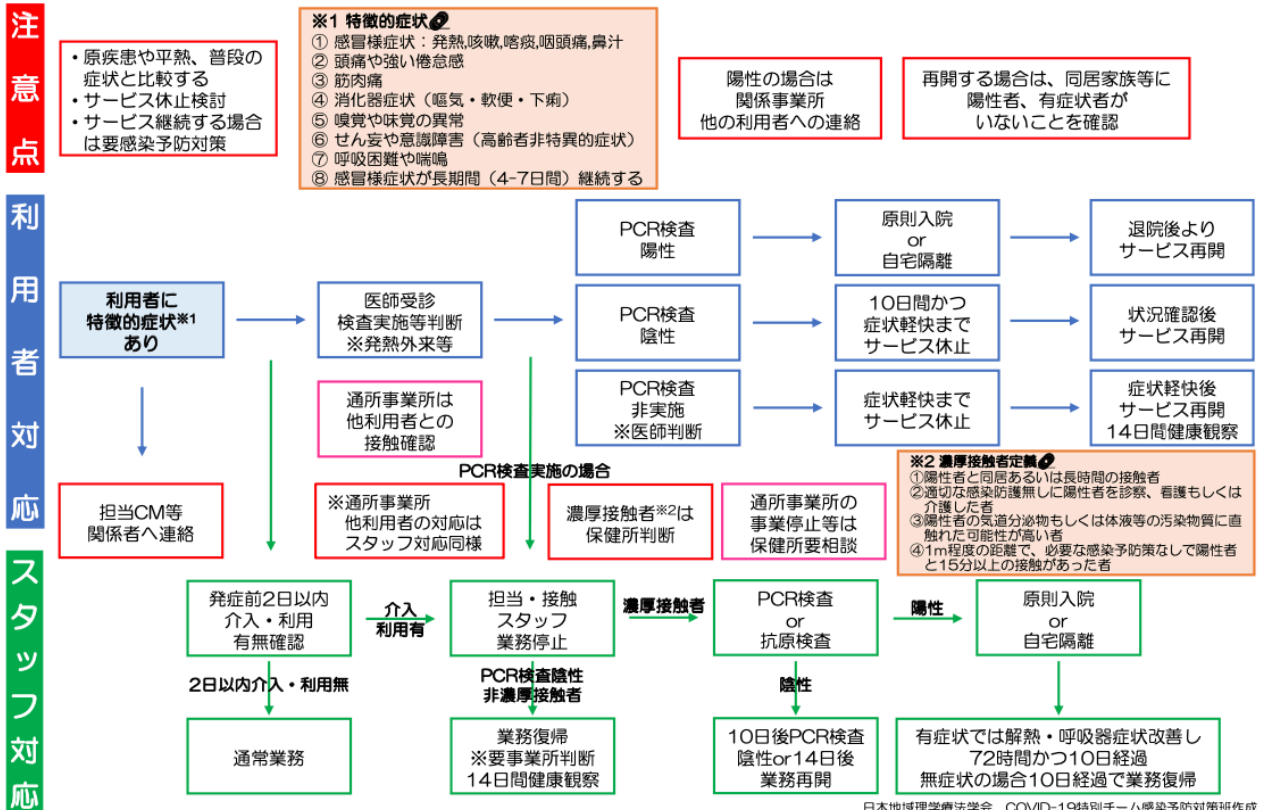 注意点
・原疾患や平熱、普段の
症状と比較する
・サービス休止検討
・サービス継続する場合
は要感染予防対策
※1 特徴的症状
① 感冒様症状：発熱,咳嗽,喀痰,咽頭痛,鼻汁
② 頭痛や強い倦怠感
③ 筋肉痛
④ 消化器症状（嘔気・軟便・下痢）
⑤ 嗅覚や味覚の異常
⑥ せん妄や意識障害（高齢者非特異的症状）
⑦ 呼吸困難や喘鳴
⑧ 感冒様症状が長期間（4-7日間）継続する
陽性の場合は
関係事業所
他の利用者への連絡
再開する場合は、同居家族等に
陽性者、有症状者が
いないことを確認
利用者対応
利用者に
特徴的症状※1
あり
医師受診
検査実施等判断
※発熱外来等
PCR検査
陽性
原則入院
or
自宅隔離
退院後より
サービス再開
PCR検査
陰性
10日間かつ
症状軽快まで
サービス休止
状況確認後
サービス再開
PCR検査
非実施
※医師判断
症状軽快まで
サービス休止
症状軽快後
サービス再開
14日間健康観察
通所事業所は
他利用者との
接触確認
PCR検査実施の場合
担当CM等
関係者へ連絡
※通所事業所
他利用者の対応は
スタッフ対応同様
濃厚接触者※2は
保健所判断
通所事業所の
事業停止等は
保健所要相談
※2 濃厚接触者定義
①陽性者と同居あるいは長時間の接触者
②適切な感染防護無しに陽性者を診察、看護もしくは
介護した者
③陽性者の気道分泌物もしくは体液等の汚染物質に直
触れた可能性が高い者
④1m程度の距離で、必要な感染予防策なしで陽性者
と15分以上の接触があった者
スタッフ対応
発症前2日以内
介入・利用
有無確認
介入
利用有
担当・接触
スタッフ
業務停止
濃厚接触者
PCR検査
or
抗原検査
陽性
原則入院
or
自宅隔離
2日以内介入・利用無
PCR検査陰性
非濃厚接触者
陰性
通常業務
業務復帰
※要事業所判断
14日間健康観察
10日後PCR検査
陰性or14日後
業務再開
有症状では解熱・呼吸器症状改善し
72時間かつ10日経過
無症状の場合10日経過で業務復帰
日本地域理学療法学会 COVID-19特別チーム感染予防対策班作成